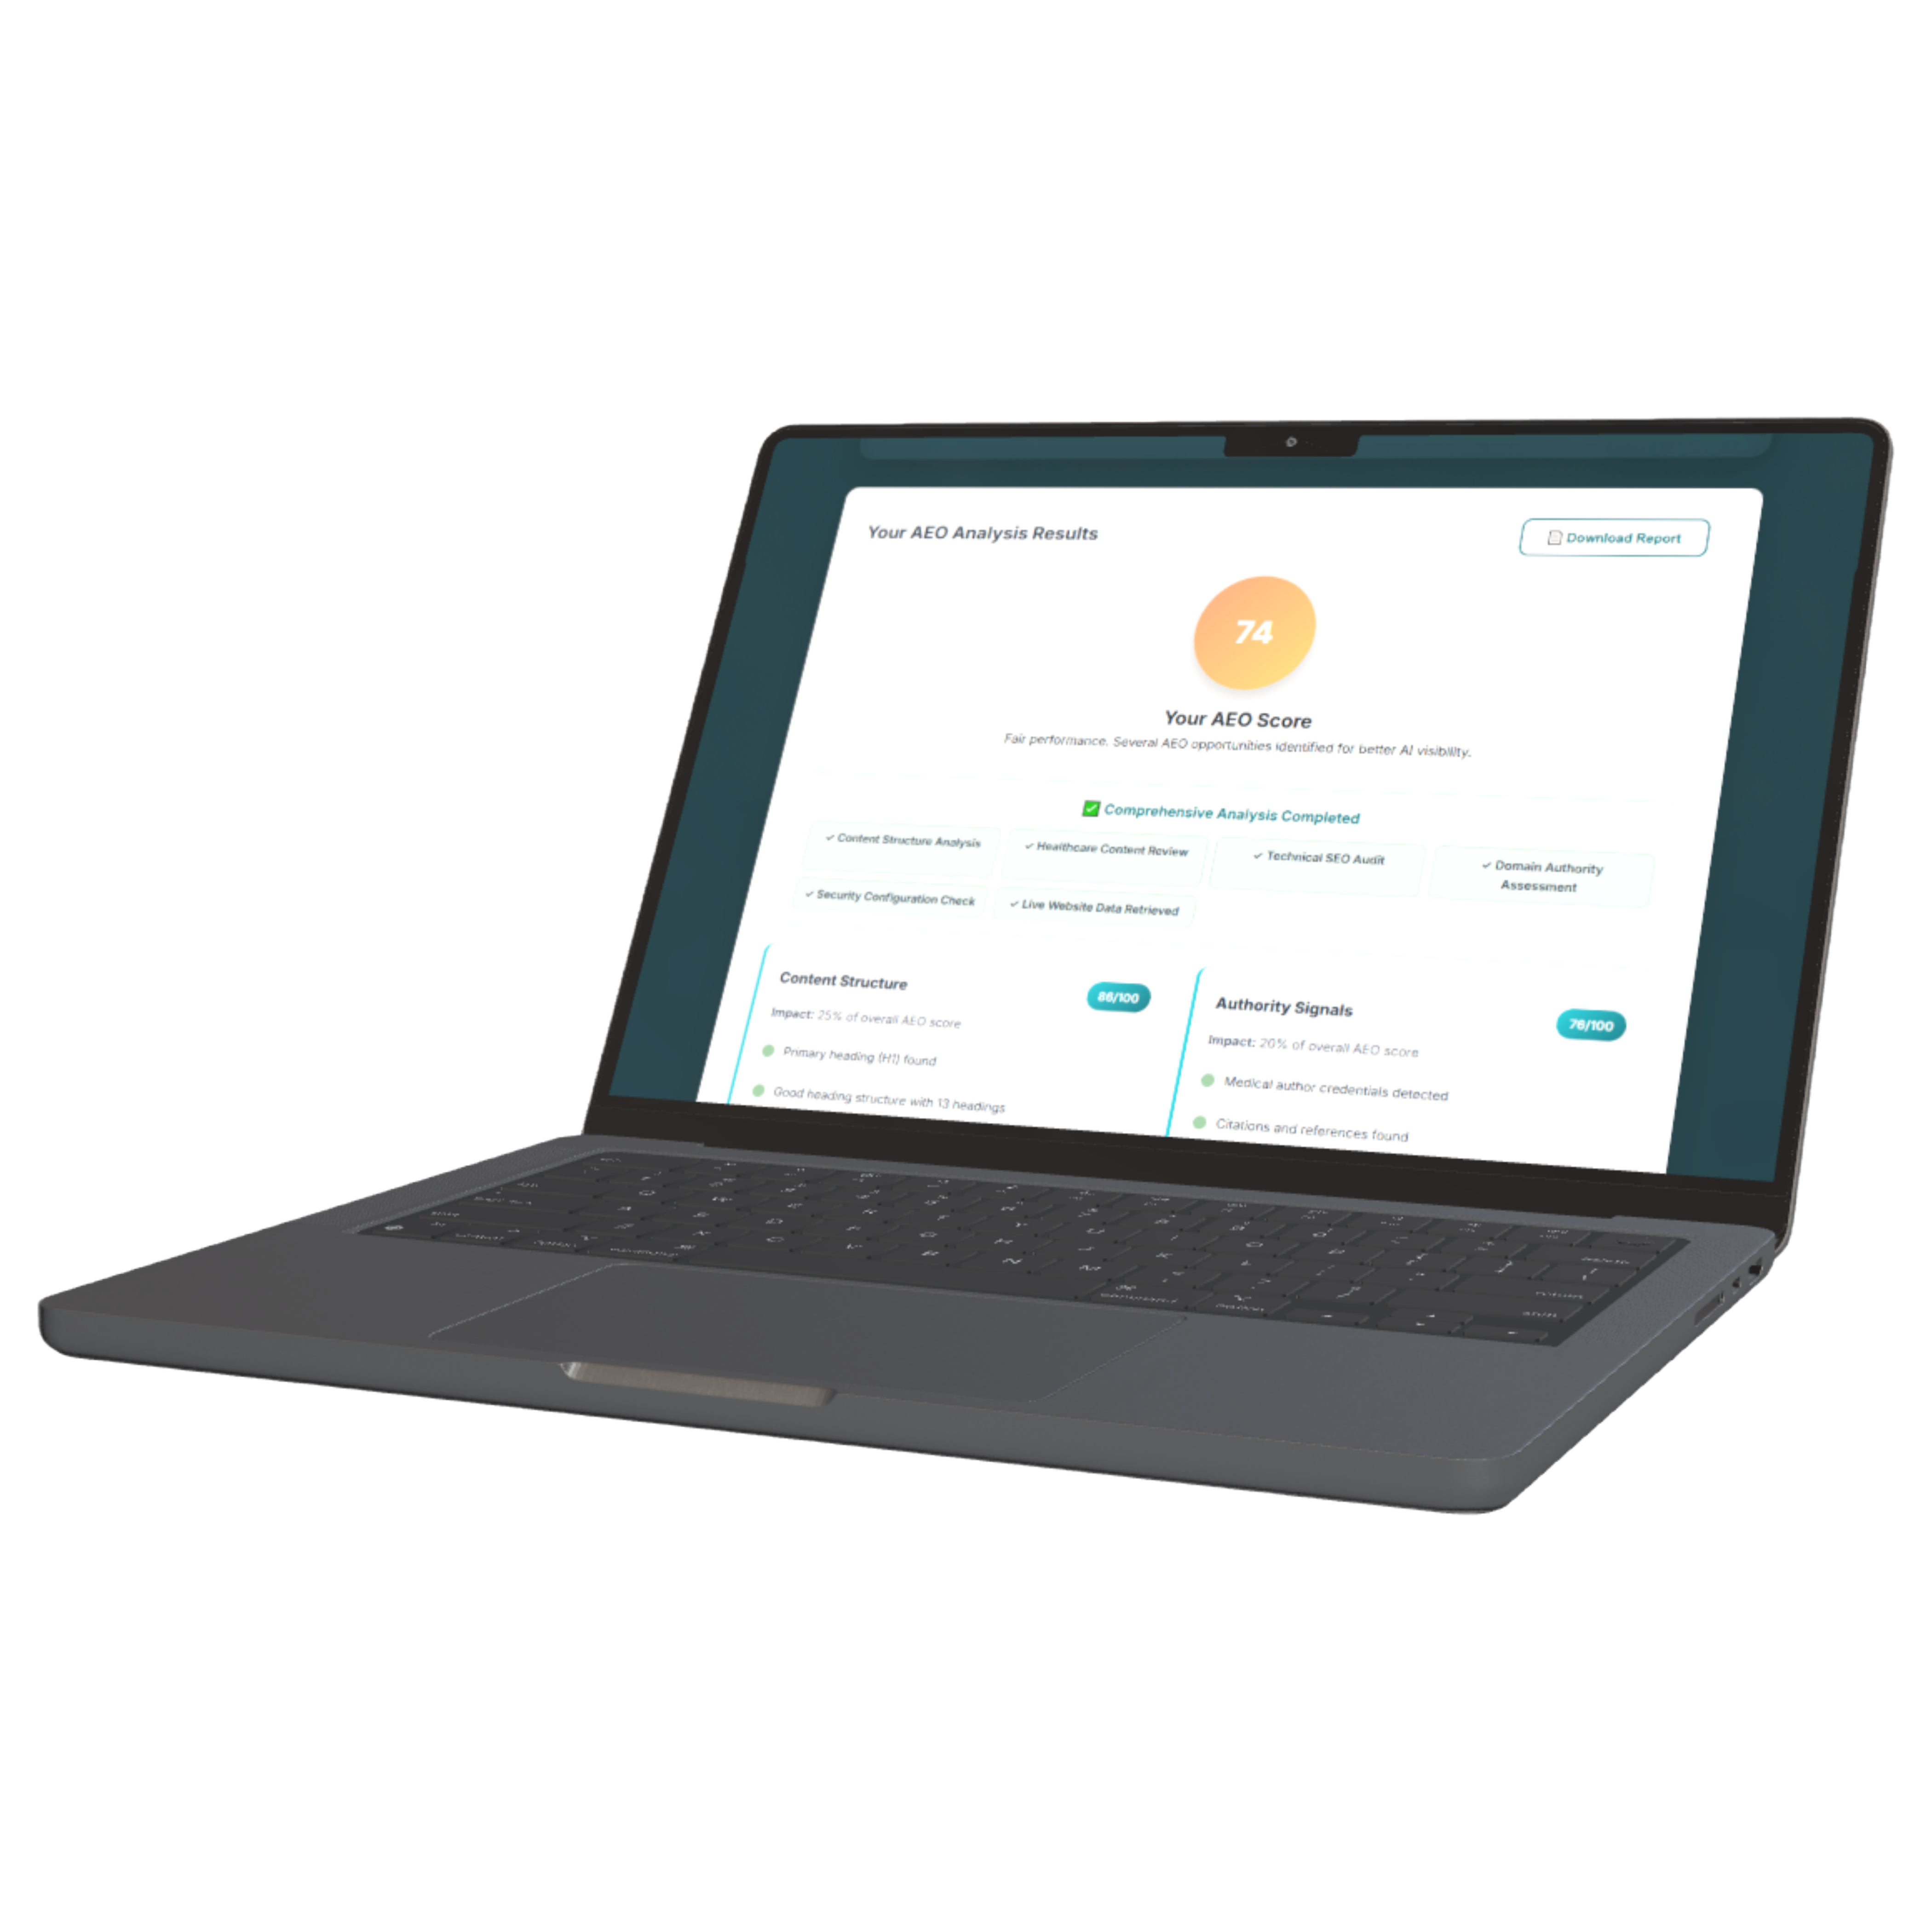 Your AEO Analysis Results
Download Report
74
Your AEO Score
Fair performance. Several AEO opportunities identified for better AI visibility.
✅ Comprehensive Analysis Completed
✓ Content Structure Analysis
✓ Healthcare Content Review
✓ Technical SEO Audit
✓ Domain Authority
Assessment
✓ Security Configuration Check
✓ Live Website Data Retrieved
Content Structure
86/100
Impact: 25% of overall AEO score
Primary heading (H1) found
Good heading structure with 13 headings
Authority Signals
76/100
Impact: 20% of overall AEO score
Medical author credentials detected
Citations and references found